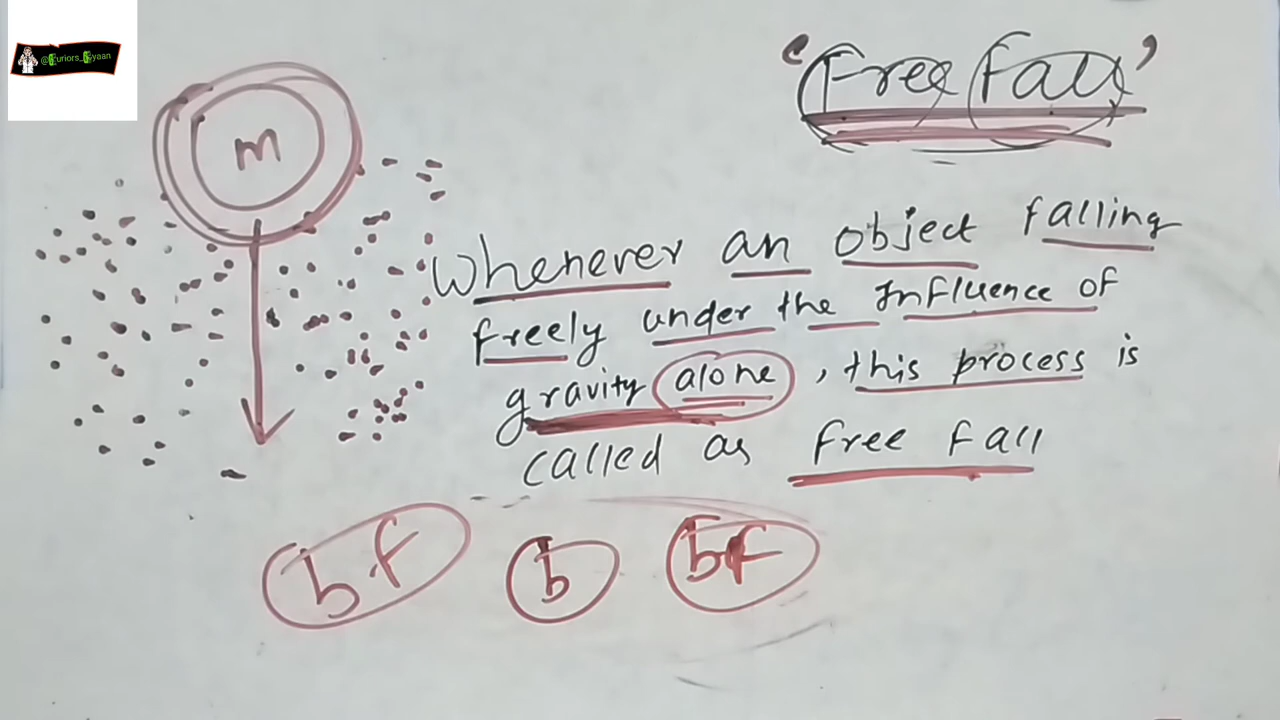 @Curiors_Gyaan
'Free Fall'
m
Whenever an object falling
freely under the Influence of
gravity alone, this process is
called as free fall
b.f b bf